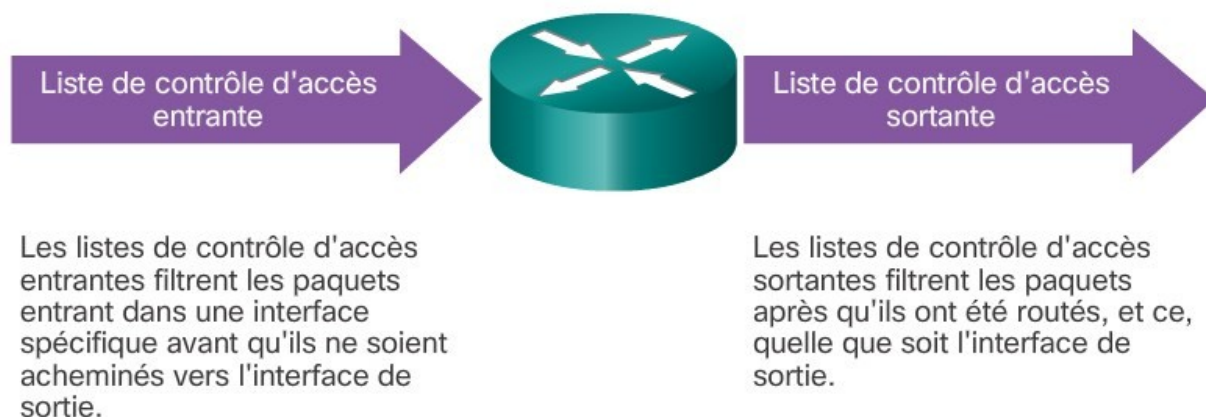 Liste de contrôle d'accès
entrante
Liste de contrôle d'accès
sortante
Les listes de contrôle d'accès
entrantes filtrent les paquets
entrant dans une interface
spécifique avant qu'ils ne soient
acheminés vers l'interface de
sortie.
Les listes de contrôle d'accès
sortantes filtrent les paquets
après qu'ils ont été routés, et ce,
quelle que soit l'interface de
sortie.